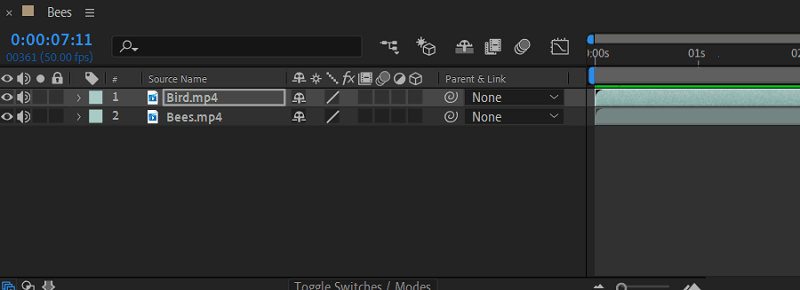 Bees
0:00:07:11
00361 (50.00 fps)
:00s 01s 02
# Source Name Parent & Link
1 Bird.mp4 None
2 Bees.mp4 None
Toggle Switches / Modes